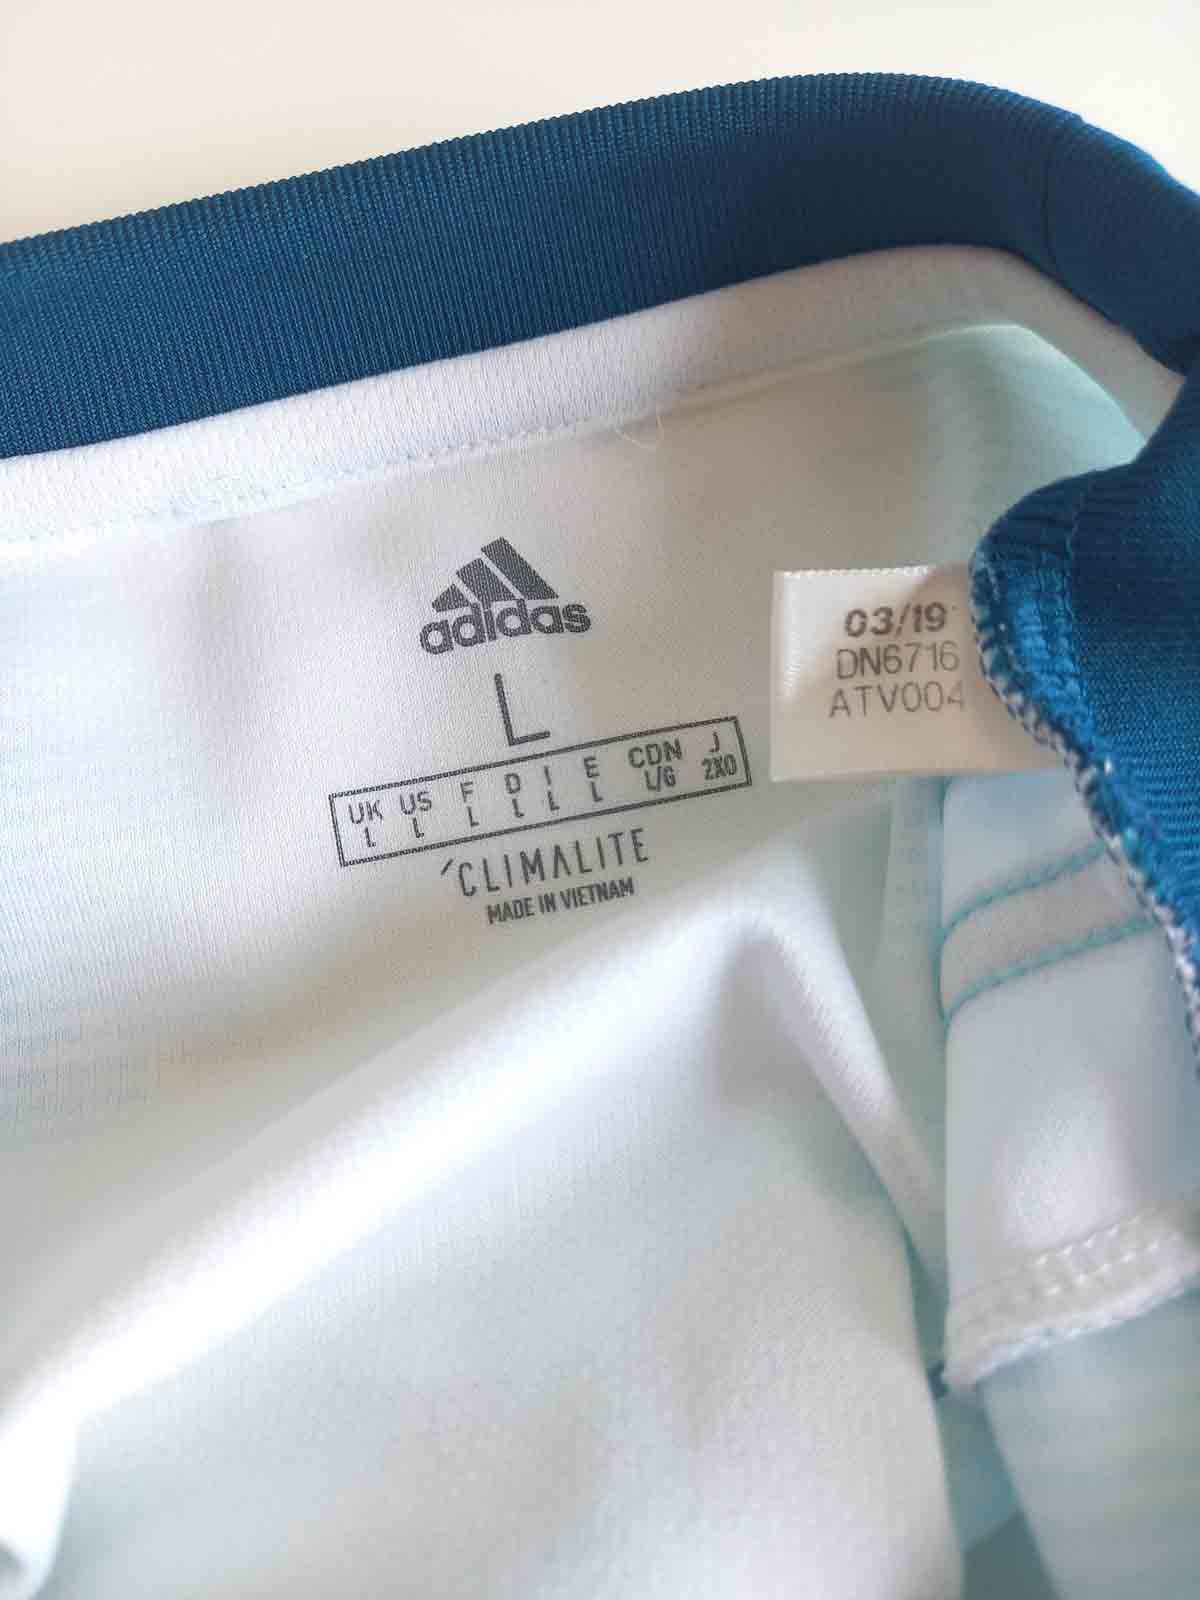 adidas
L
UK US F D I E CDN J
L L L L L L L/G 2XO
CLIMALITE
MADE IN VIETNAM
03/19
DN6716
ATV004